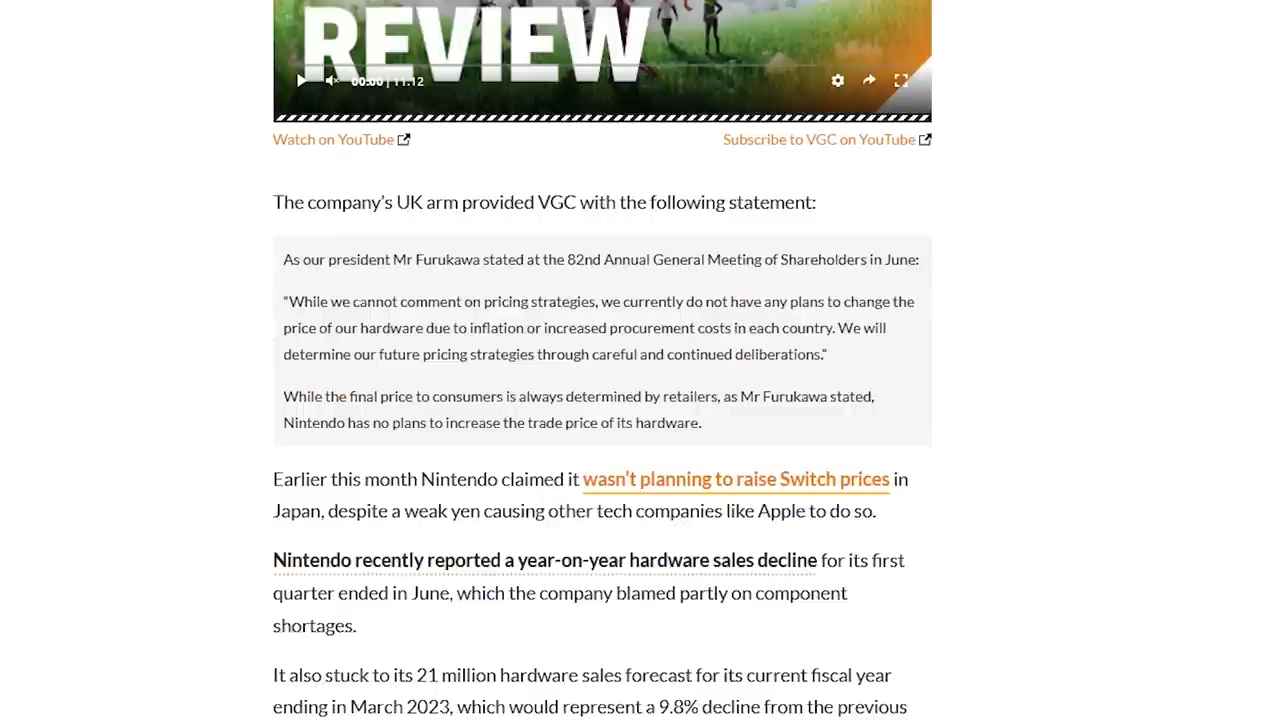 REVIEW
00:00 | 11:12
Watch on YouTube
Subscribe to VGC on YouTube
The company's UK arm provided VGC with the following statement:
As our president Mr Furukawa stated at the 82nd Annual General Meeting of Shareholders in June:
“While we cannot comment on pricing strategies, we currently do not have any plans to change the
price of our hardware due to inflation or increased procurement costs in each country. We will
determine our future pricing strategies through careful and continued deliberations.“
While the final price to consumers is always determined by retailers, as Mr Furukawa stated,
Nintendo has no plans to increase the trade price of its hardware.
Earlier this month Nintendo claimed it wasn't planning to raise Switch prices in
Japan, despite a weak yen causing other tech companies like Apple to do so.
Nintendo recently reported a year-on-year hardware sales decline for its first
quarter ended in June, which the company blamed partly on component
shortages.
It also stuck to its 21 million hardware sales forecast for its current fiscal year
ending in March 2023, which would represent a 9.8% decline from the previous